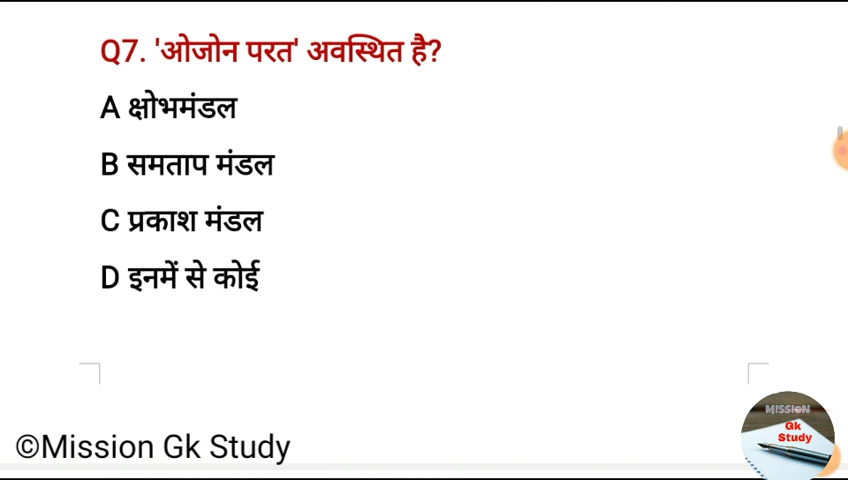 Q7. 'ओजोन परत' अवस्थित है?
A क्षोभमंडल
B समताप मंडल
C प्रकाश मंडल
D इनमें से कोई
©Mission Gk Study
MISSION
Gk
Study